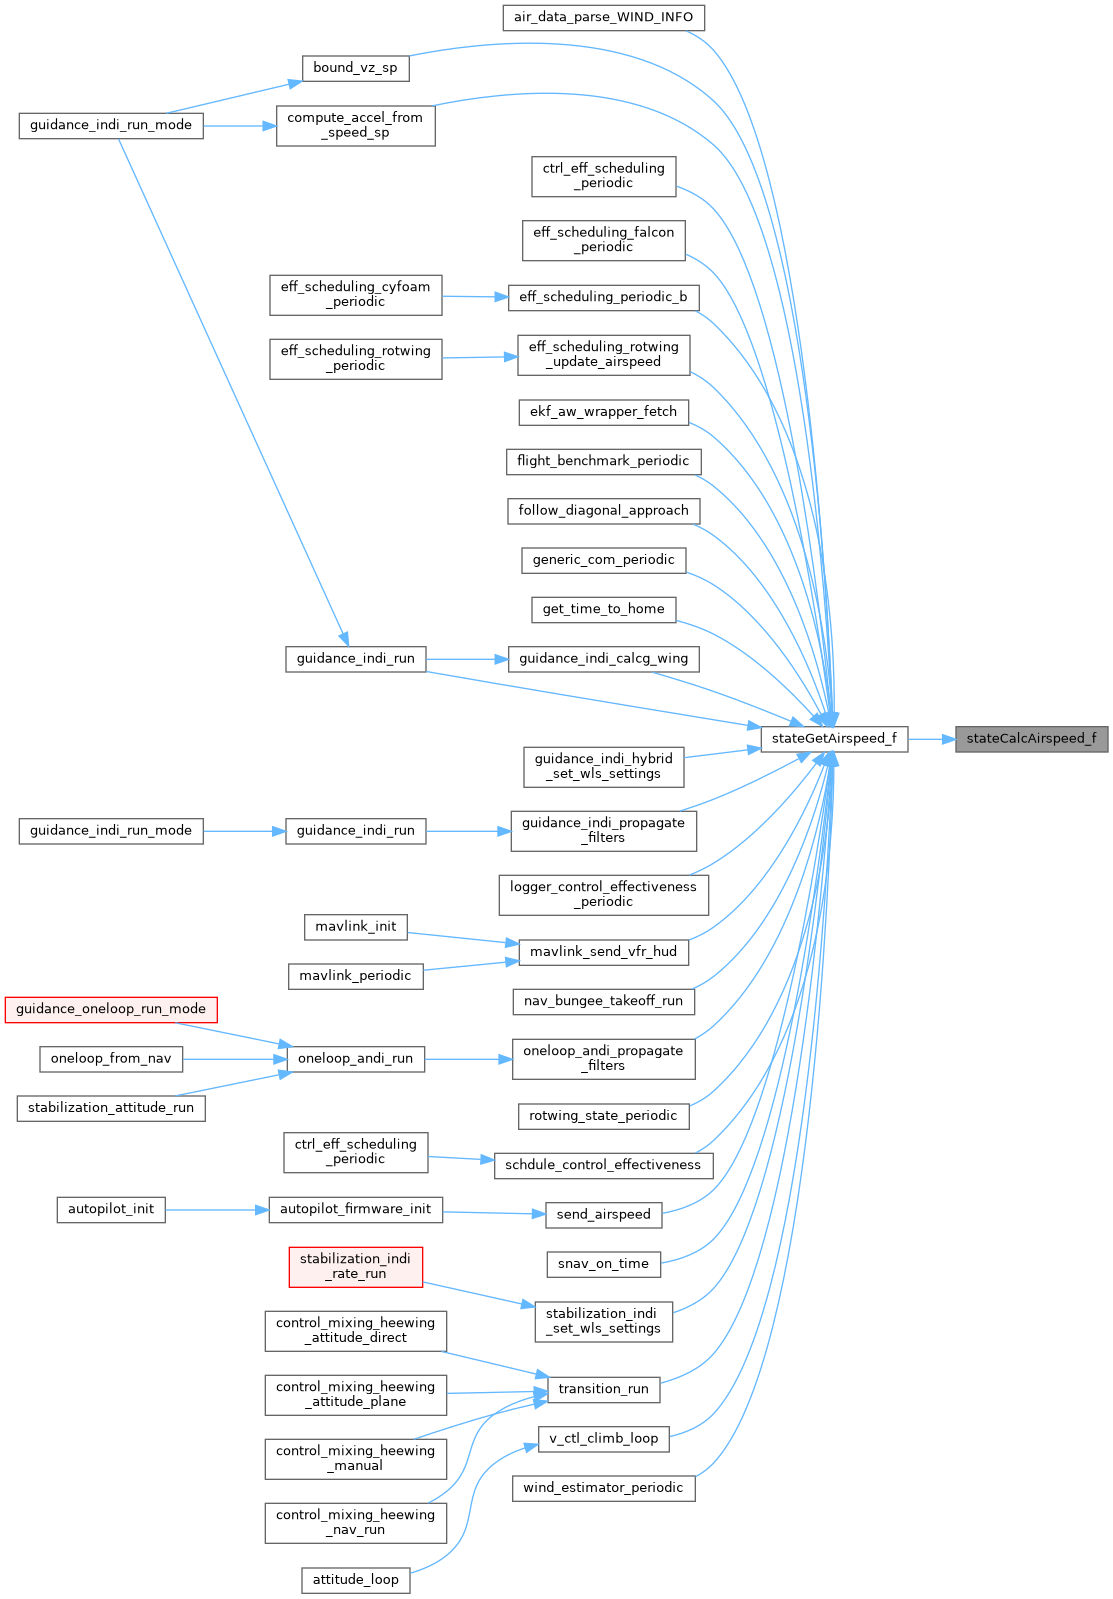 air_data_parse_WIND_INFO
bound_vz_sp
guidance_indi_run_mode
compute_accel_from
_speed_sp
ctrl_eff_scheduling
_periodic
eff_scheduling_falcon
_periodic
eff_scheduling_cyfoam
_periodic
eff_scheduling_periodic_b
eff_scheduling_rotwing
_periodic
eff_scheduling_rotwing
_update_airspeed
ekf_aw_wrapper_fetch
flight_benchmark_periodic
follow_diagonal_approach
generic_com_periodic
get_time_to_home
guidance_indi_run
guidance_indi_calcg_wing
stateGetAirspeed_f
stateCalcAirspeed_f
guidance_indi_hybrid
_set_wls_settings
guidance_indi_run_mode
guidance_indi_run
guidance_indi_propagate
_filters
logger_control_effectiveness
_periodic
mavlink_init
mavlink_send_vfr_hud
mavlink_periodic
nav_bungee_takeoff_run
guidance_oneloop_run_mode
oneloop_from_nav
oneloop_andi_run
oneloop_andi_propagate
_filters
stabilization_attitude_run
rotwing_state_periodic
ctrl_eff_scheduling
_periodic
schdule_control_effectiveness
autopilot_init
autopilot_firmware_init
send_airspeed
snav_on_time
stabilization_indi
_rate_run
stabilization_indi
_set_wls_settings
control_mixing_heewing
_attitude_direct
control_mixing_heewing
_attitude_plane
transition_run
control_mixing_heewing
_manual
v_ctl_climb_loop
wind_estimator_periodic
control_mixing_heewing
_nav_run
attitude_loop